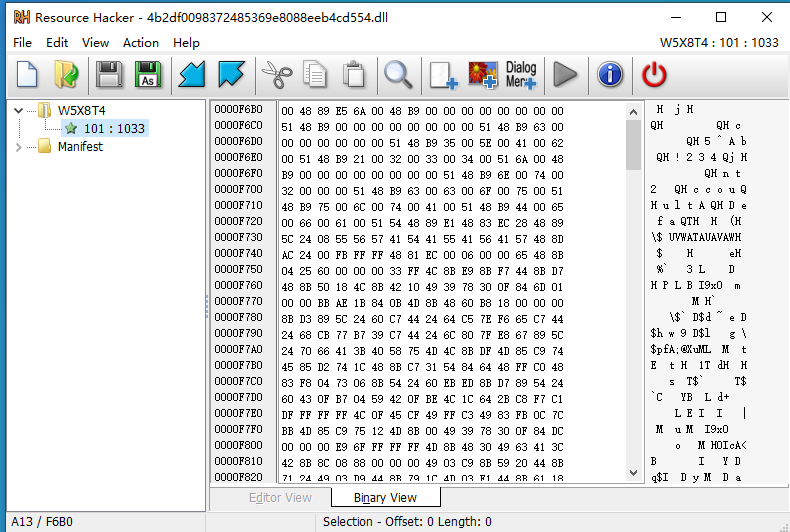 Resource Hacker - 4b2df0098372485369e8088eeb4cd554.dll
File Edit View Action Help W5X8T4 : 101 : 1033
As
Dialog
Mer
W5X8T4
101 : 1033
Manifest
0000F6B0 00 48 89 E5 6A 00 48 B9 00 00 00 00 00 00 00 00 H j H
0000F6C0 51 48 B9 00 00 00 00 00 00 00 00 51 48 B9 63 00 QH QH c
0000F6D0 00 00 00 00 00 00 51 48 B9 35 00 5E 00 41 00 62 QH 5 ^ A b
0000F6E0 00 51 48 B9 21 00 32 00 33 00 34 00 51 6A 00 48 QH ! 2 3 4 Qj H
0000F6F0 B9 00 00 00 00 00 00 00 00 51 48 B9 6E 00 74 00 QH n t
0000F700 32 00 00 00 51 48 B9 63 00 63 00 6F 00 75 00 51 2 QH c c o u Q
0000F710 48 B9 75 00 6C 00 74 00 41 00 51 48 B9 44 00 65 H u l t A QH D e
0000F720 00 66 00 61 00 51 54 48 89 E1 48 83 EC 28 48 89 f a QTH H (H
0000F730 5C 24 08 55 56 57 41 54 41 55 41 56 41 57 48 8D \$ UVWATAUAVAWH
0000F740 AC 24 00 FB FF FF 48 81 EC 00 06 00 00 65 48 8B $ H eH
0000F750 04 25 60 00 00 00 33 FF 4C 8B E9 8B F7 44 8B D7 %` 3 L D
0000F760 48 8B 50 18 4C 8B 42 10 49 39 78 30 0F 84 6D 01 H P L B I9x0 m
0000F770 00 00 BB AE 1B 84 0B 4D 8B 48 60 B8 18 00 00 00 M H`
0000F780 8B D3 89 5C 24 60 C7 44 24 64 C5 7E F6 65 C7 44 \$` D$d ~ e D
0000F790 24 68 CB 77 B7 39 C7 44 24 6C 80 7F E8 67 89 5C $h w 9 D$l g \
0000F7A0 24 70 66 41 3B 40 58 75 4D 4C 8B DF 4D 85 C9 74 $pfA;@XuML M t
0000F7B0 45 85 D2 74 1C 48 8B C7 31 54 84 64 48 FF C0 48 E t H 1T dH H
0000F7C0 83 F8 04 73 06 8B 54 24 60 EB ED 8B D7 89 54 24 s T$` T$
0000F7D0 60 43 0F B7 04 59 42 0F BE 4C 1C 64 2B C8 F7 C1 `C YB L d+
0000F7E0 DF FF FF FF 4C 0F 45 CF 49 FF C3 49 83 FB 0C 7C L E I I |
0000F7F0 BB 4D 85 C9 75 12 4D 8B 00 49 39 78 30 0F 84 DC M u M I9x0
0000F800 00 00 00 E9 6F FF FF FF 4D 8B 48 30 49 63 41 3C o M H0IcA<
0000F810 42 8B 8C 08 88 00 00 00 49 03 C9 8B 59 20 44 8B B I Y D
0000F820 71 24 49 03 D9 44 8B 79 1C 4D 03 F1 44 8B 61 18 q$I D y M D a
Editor View Binary View
A13 / F6B0 Selection - Offset: 0 Length: 0